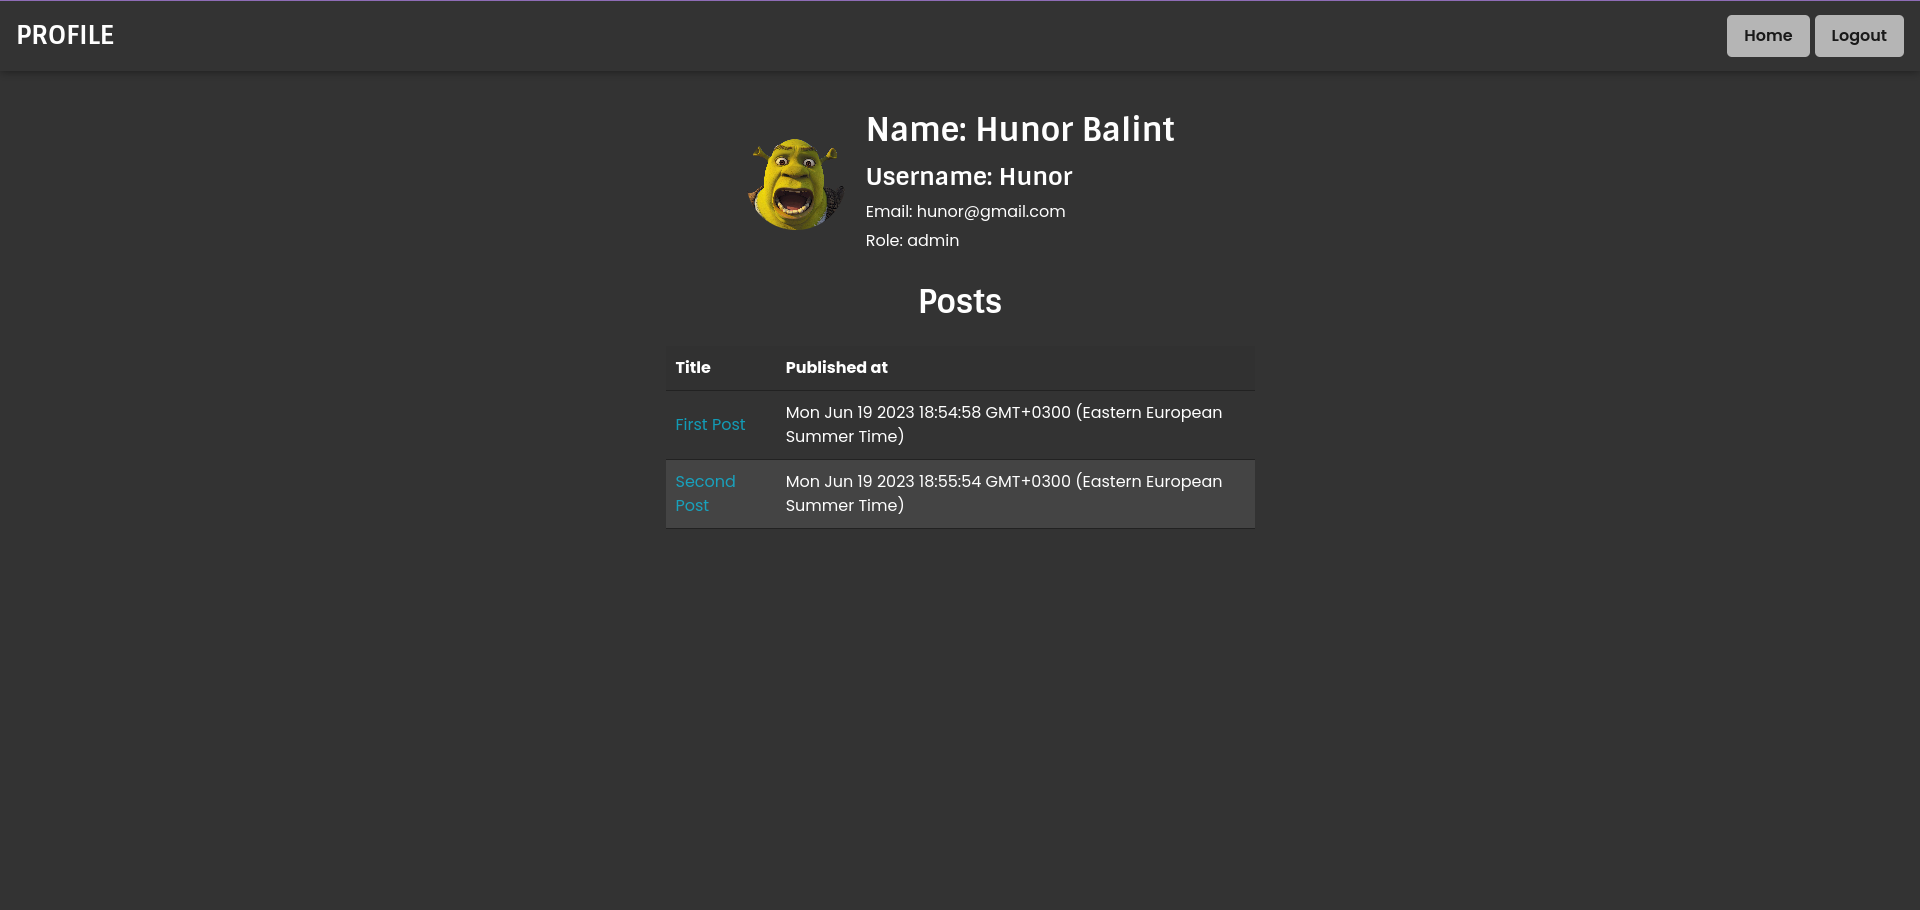 PROFILE
Home
Logout
Name: Hunor Balint
Username: Hunor
Email: hunor@gmail.com
Role: admin
Posts
Title
Published at
First Post
Mon Jun 19 2023 18:54:58 GMT+0300 (Eastern European
Summer Time)
Second
Post
Mon Jun 19 2023 18:55:54 GMT+0300 (Eastern European
Summer Time)